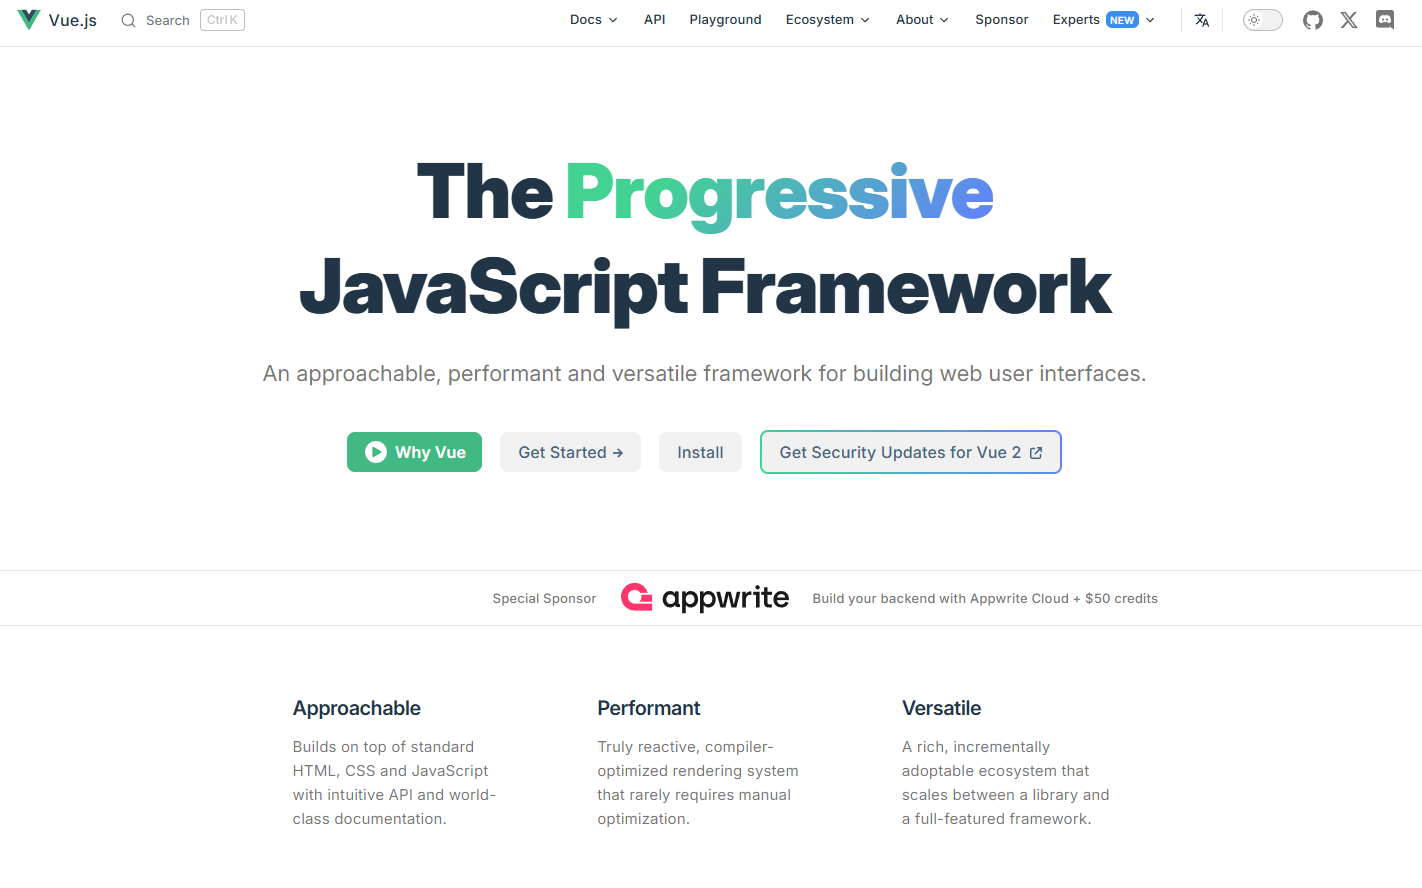 Vue.js Search Ctrl K Docs API Playground Ecosystem About Sponsor Experts NEW
The Progressive
JavaScript Framework
An approachable, performant and versatile framework for building web user interfaces.
Why Vue Get Started → Install Get Security Updates for Vue 2
Special Sponsor appwrite Build your backend with Appwrite Cloud + $50 credits
Approachable
Builds on top of standard
HTML, CSS and JavaScript
with intuitive API and world-
class documentation.
Performant
Truly reactive, compiler-
optimized rendering system
that rarely requires manual
optimization.
Versatile
A rich, incrementally
adoptable ecosystem that
scales between a library and
a full-featured framework.